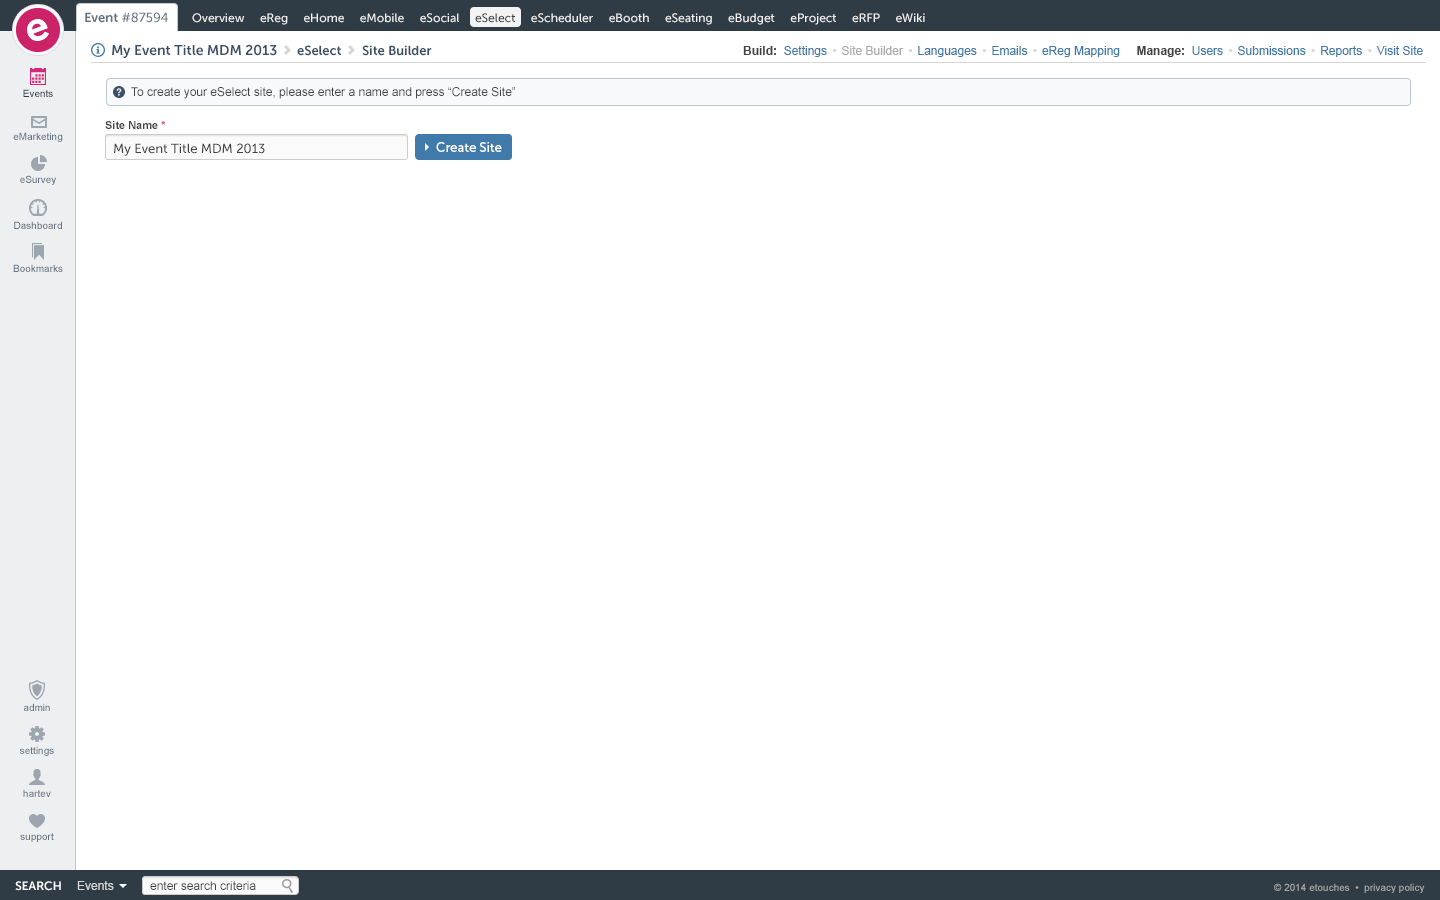 e
Event #87594 Overview eReg eHome eMobile eSocial eSelect eScheduler eBooth eSeating eBudget eProject eRFP eWiki
My Event Title MDM 2013 eSelect Site Builder Build: Settings • Site Builder • Languages • Emails • eReg Mapping Manage: Users • Submissions • Reports • Visit Site
To create your eSelect site, please enter a name and press “Create Site”
Site Name *
My Event Title MDM 2013 Create Site
Events
eMarketing
eSurvey
Dashboard
Bookmarks
admin
settings
hartev
support
SEARCH Events enter search criteria © 2014 etouches • privacy policy